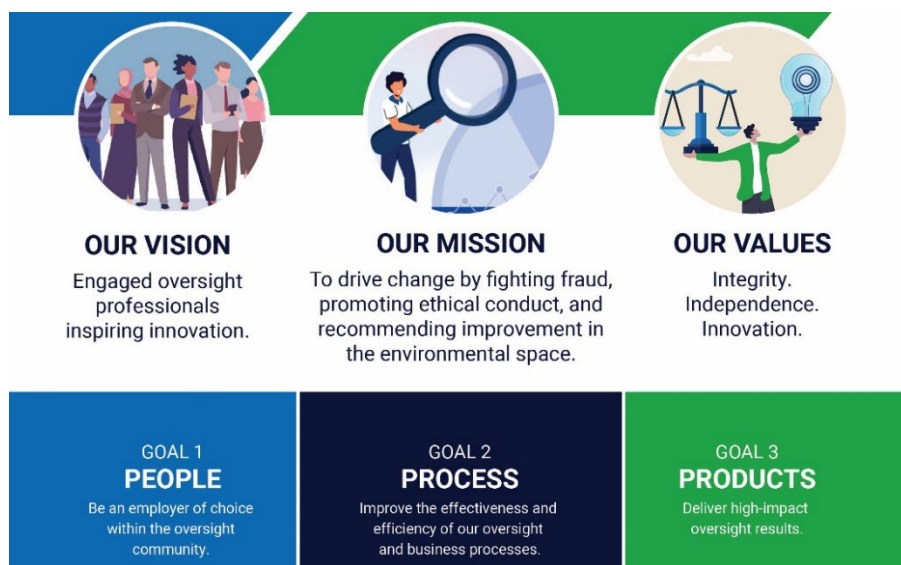 OUR VISION
Engaged oversight
professionals
inspiring innovation.
OUR MISSION
To drive change by fighting fraud,
promoting ethical conduct, and
recommending improvement in
the environmental space.
OUR VALUES
Integrity.
Independence.
Innovation.
GOAL 1
PEOPLE
Be an employer of choice
within the oversight
community.
GOAL 2
PROCESS
Improve the effectiveness and
efficiency of our oversight
and business processes.
GOAL 3
PRODUCTS
Deliver high-impact
oversight results.